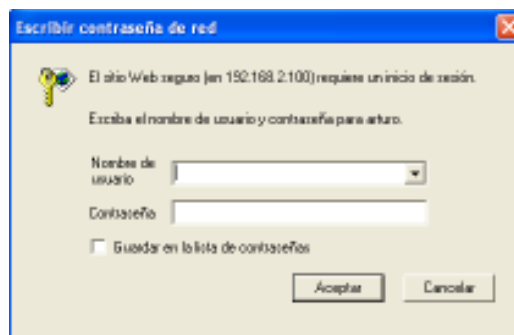 Escribir contraseña de red
El sitio Web seguro (en 192.168.2.100) requiere un inicio de sesión.
Escriba el nombre de usuario y contraseña para arturo.
Nombre de
usuario
Contraseña
Guardar en la lista de contraseñas
Aceptar Cancelar